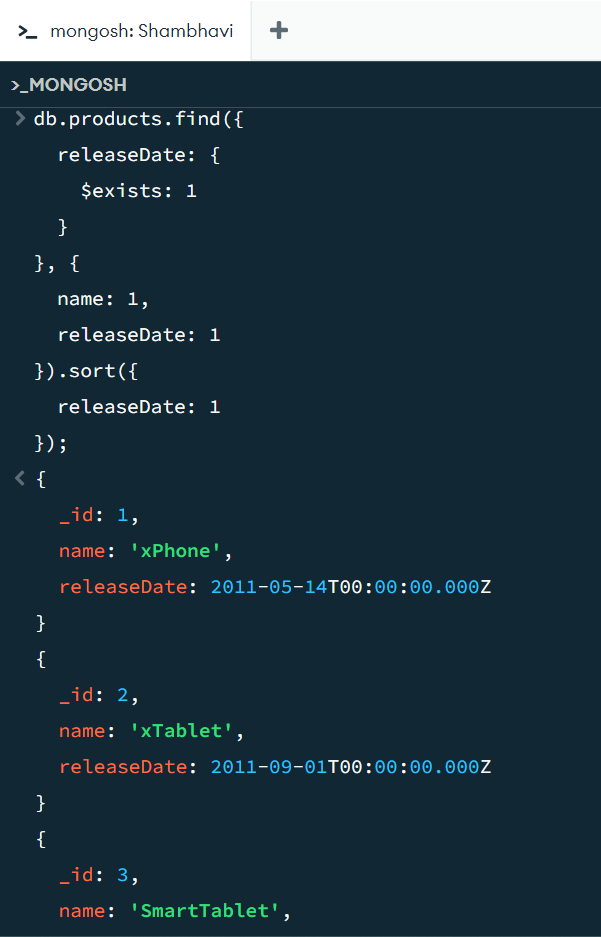 >_ mongosh: Shambhavi +
>_MONGOSH
> db.products.find({
releaseDate: {
$exists: 1
}
}, {
name: 1,
releaseDate: 1
}).sort({
releaseDate: 1
});
< {
_id: 1,
name: 'xPhone',
releaseDate: 2011-05-14T00:00:00.000Z
}
{
_id: 2,
name: 'xTablet',
releaseDate: 2011-09-01T00:00:00.000Z
}
{
_id: 3,
name: 'SmartTablet',